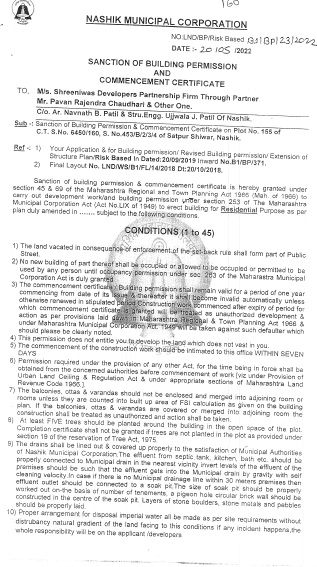 160
NASHIK MUNICIPAL CORPORATION
NO:LND/BP/Risk Based B3/BP/23/2022
DATE :- 20/05/2022
SANCTION OF BUILDING PERMISSION
AND
COMMENCEMENT CERTIFICATE
TO, M/s. Shreeniwas Developers Partnership Firm Through Partner
Mr. Pavan Rajendra Chaudhari & Other One.
C/o. Ar. Navnath B. Patil & Stru.Engg. Ujjwala J. Patil Of Nashik.
Sub -: Sanction of Building Permission & Commencement Certificate on Plot No. 155 of
C.T. S.No. 6450/160, S.No.453/B/2/3/4 of Satpur Shiwar, Nashik.
Ref -: 1) Your Application & for Building permission/ Revised Building permission/ Extension of
Structure Plan/Risk Based In Dated:20/09/2019 Inward No.B1/BP/371.
2) Final Layout No. LND/WS/B1/FL/14/2018 Dt:20/10/2018.
Sanction of building permission & commencement certificate is hereby granted under
section 45 & 69 of the Maharashtra Regional and Town Planning Act 1966 (Mah. of 1966) to
carry out development work/and building permission under section 253 of The Maharashtra
Municipal Corporation Act (Act No LIX of 1949) to erect building for Residential Purpose as per
plan duly amended in ........ subject to the following conditions.
CONDITIONS (1 to 45)
1) The land vacated in consequence of enforcement of the set-back rule shall form part of Public
Street.
2) No new building of part thereof shall be occupied or allowed to be occupied or permitted to be
used by any person until occupancy permission under sec. 263 of the Maharastra Municipal
Corporation Act is duly granted
3) The commencement certificate / Building permission shall remain valid for a period of one year
commencing from date of its issue & thereafter it shall become invalid automatically unless
otherwise renewed in stipulated period Construction work commenced after expiry of period for
which commencement certificate is granted will be treated as unauthorized development &
action as per provisions laid down in Maharashtra Regional & Town Planning Act 1966 &
under Maharashtra Municipal Corporation Act. 1949 will be taken against such defaulter which
should please be clearly noted.
4) This permission does not entitle you to develop the land which does not vest in you.
5) The commencement of the construction work should be intimated to this office WITHIN SEVEN
DAYS
6) Permission required under the provision of any other Act, for the time being in force shall be
obtained from the concerned authorities before commencement of work [viz under Provision of
Urban Land Ceiling & Regulation Act & under appropriate sections of Maharashtra Land
Revenue Code 1966.]
7) The balconies, ottas & varandas should not be enclosed and merged into adjoining room or
rooms unless they are counted into built up area of FSI calculation as given on the building
plan. If the balconies, ottas & varandas are covered or merged into adjoining room the
construction shall be treated as unauthorized and action shall be taken.
8) At least FIVE trees should be planted around the building in the open space of the plot.
Completion certificate shall not be granted if trees are not planted in the plot as provided under
section 19 of the reservation of Tree Act, 1975.
9) The drains shall be lined out & covered up properly to the satisfaction of Municipal Authorities
of Nashik Municipal Corporation.The effluent from septic tank, kitchen, bath etc. should be
properly connected to Municipal drain in the nearest vicinity invert levels of the effluent of the
premises should be such that the effluent gets into the Municipal drain by gravity with self
cleaning velocity.In case if there is no Municipal drainage line within 30 meters premises then
effluent outlet should be connected to a soak pit.The size of soak pit should be properly
worked out on the basis of number of tenements, a pigeon hole circular brick wall should be
constructed in the centre of the soak pit. Layers of stone boulders, stone metals and pebbles
should be properly laid.
10) Proper arrangement for disposal imperial water all be made as per site requirements without
distrubancy natural gradient of the land facing to this conditions if any incident happens,the
whole responsibility will be on the applicant /developers